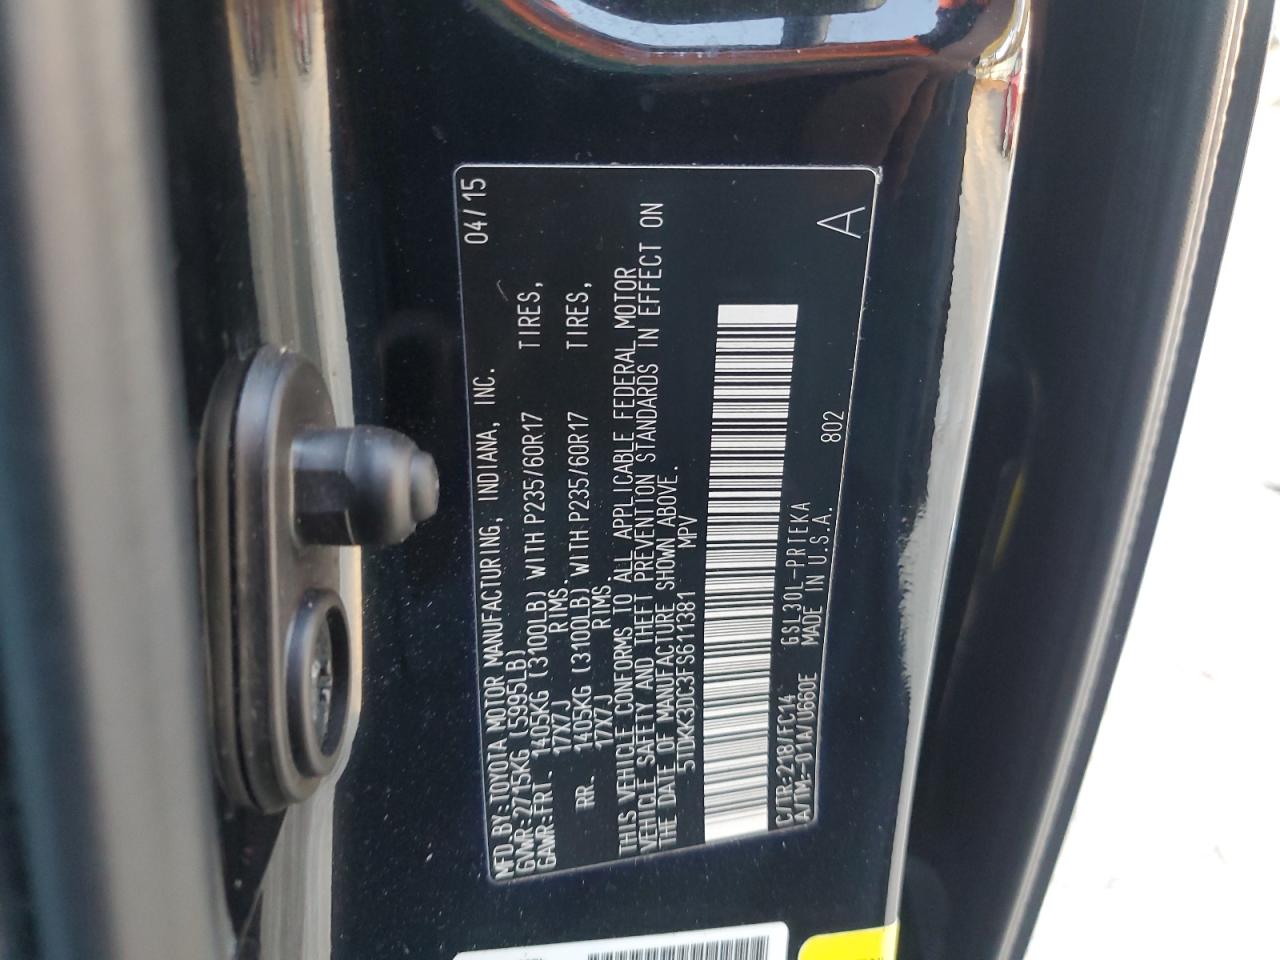 MFD BY: TOYOTA MOTOR MANUFACTURING, INDIANA, INC. 04/15
GVWR: 2715KG (5995LB)
GAWR: FRT. 1405KG (3100LB) WITH P235/60R17 TIRES,
17X7J RIMS.
RR. 1405KG (3100LB) WITH P235/60R17 TIRES,
17X7J RIMS.
THIS VEHICLE CONFORMS TO ALL APPLICABLE FEDERAL MOTOR
VEHICLE SAFETY AND THEFT PREVENTION STANDARDS IN EFFECT ON
THE DATE OF MANUFACTURE SHOWN ABOVE.
5TDKK3DC3FS611381 MPV
C/TR: 218/FC14 GSL30L-PRTEKA 802
A/TM: -01A/U660E MADE IN U.S.A.
A